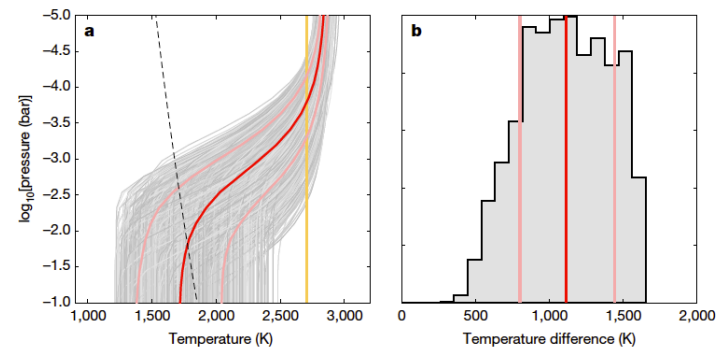 a
b
–5.0
–4.5
–4.0
–3.5
–3.0
–2.5
–2.0
–1.5
–1.0
log10[pressure (bar)]
1,000 1,500 2,000 2,500 3,000
Temperature (K)
0 500 1,000 1,500 2,000
Temperature difference (K)